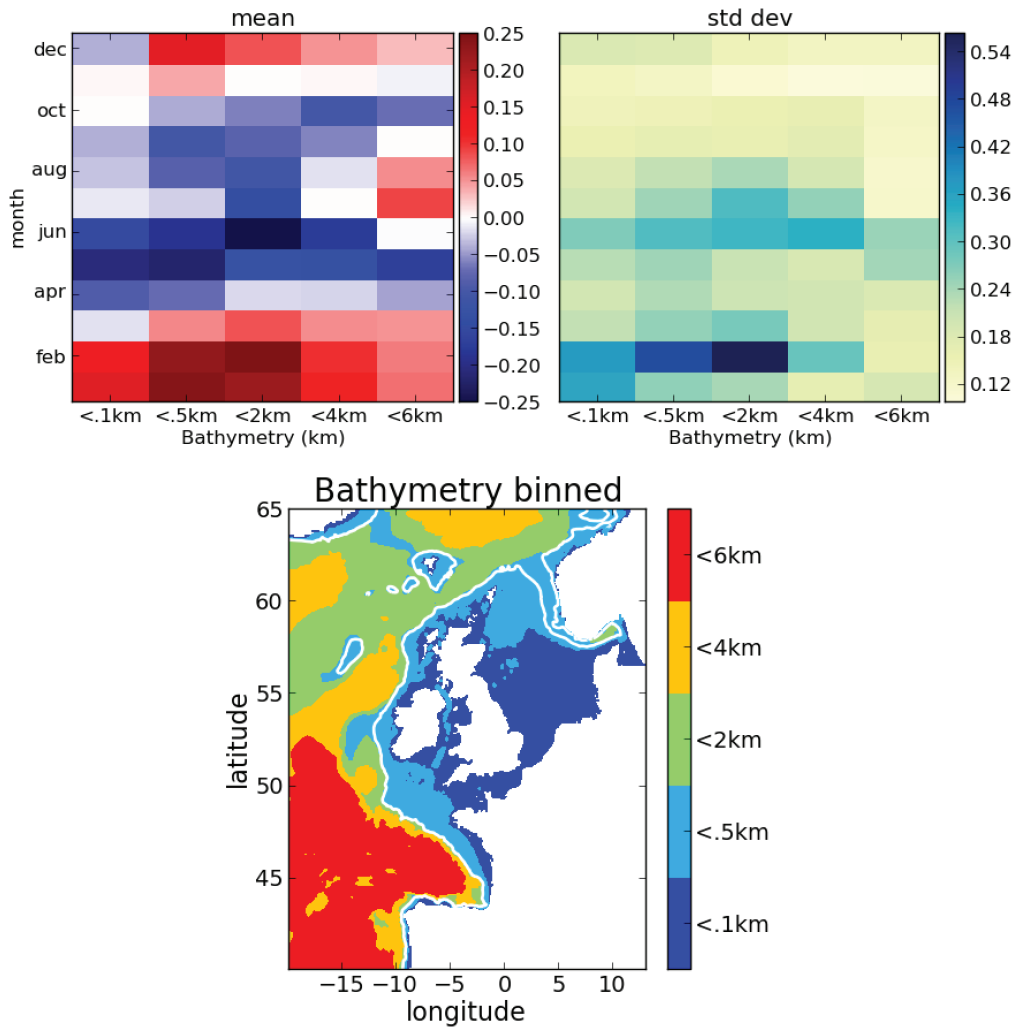 mean
std dev
dec
oct
aug
jun
apr
feb
month
<.1km <.5km <2km <4km <6km
Bathymetry (km)
0.25
0.20
0.15
0.10
0.05
0.00
−0.05
−0.10
−0.15
−0.20
−0.25
<.1km <.5km <2km <4km <6km
Bathymetry (km)
0.54
0.48
0.42
0.36
0.30
0.24
0.18
0.12
Bathymetry binned
65
60
55
50
45
latitude
−15 −10 −5 0 5 10
longitude
<6km
<4km
<2km
<.5km
<.1km